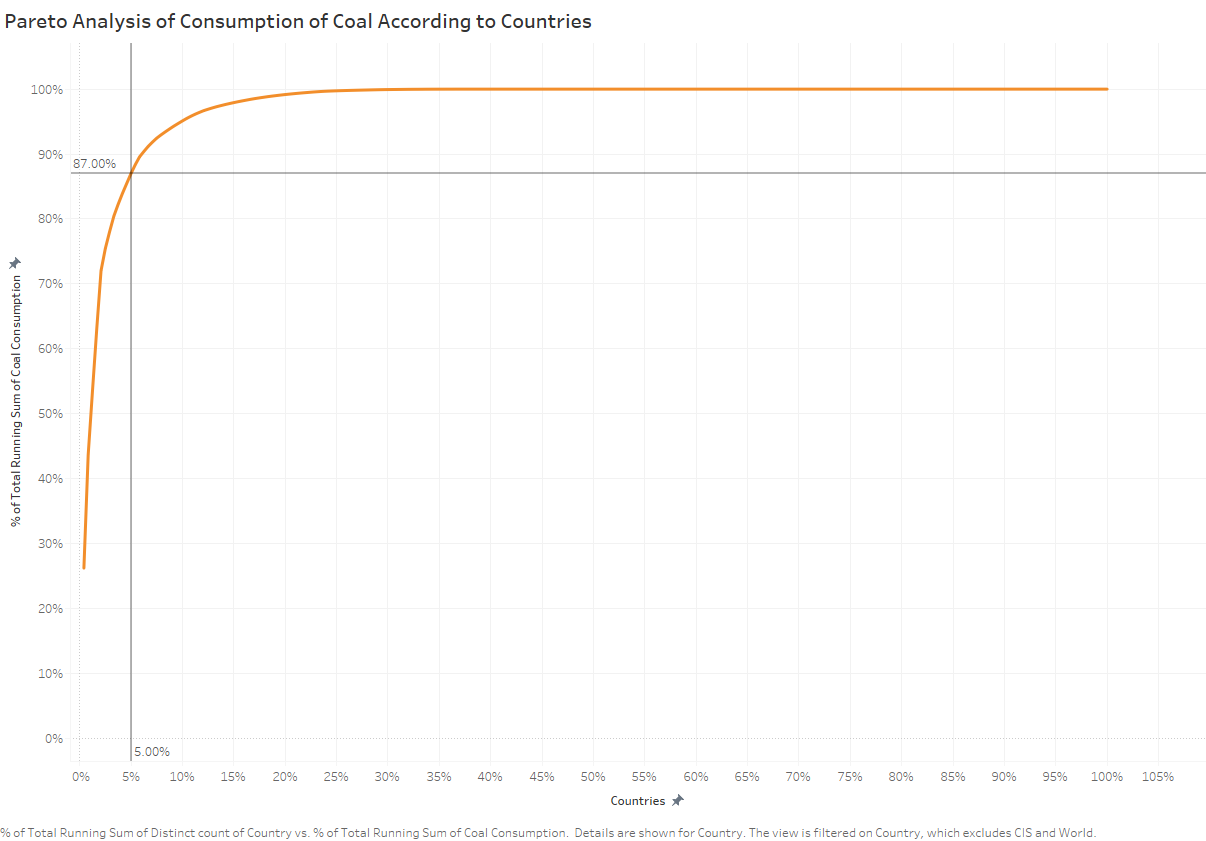 Pareto Analysis of Consumption of Coal According to Countries
% of Total Running Sum of Coal Consumption
100%
90%
87.00%
80%
70%
60%
50%
40%
30%
20%
10%
0%
5.00%
0% 5% 10% 15% 20% 25% 30% 35% 40% 45% 50% 55% 60% 65% 70% 75% 80% 85% 90% 95% 100% 105%
Countries
% of Total Running Sum of Distinct count of Country vs. % of Total Running Sum of Coal Consumption. Details are shown for Country. The view is filtered on Country, which excludes CIS and World.